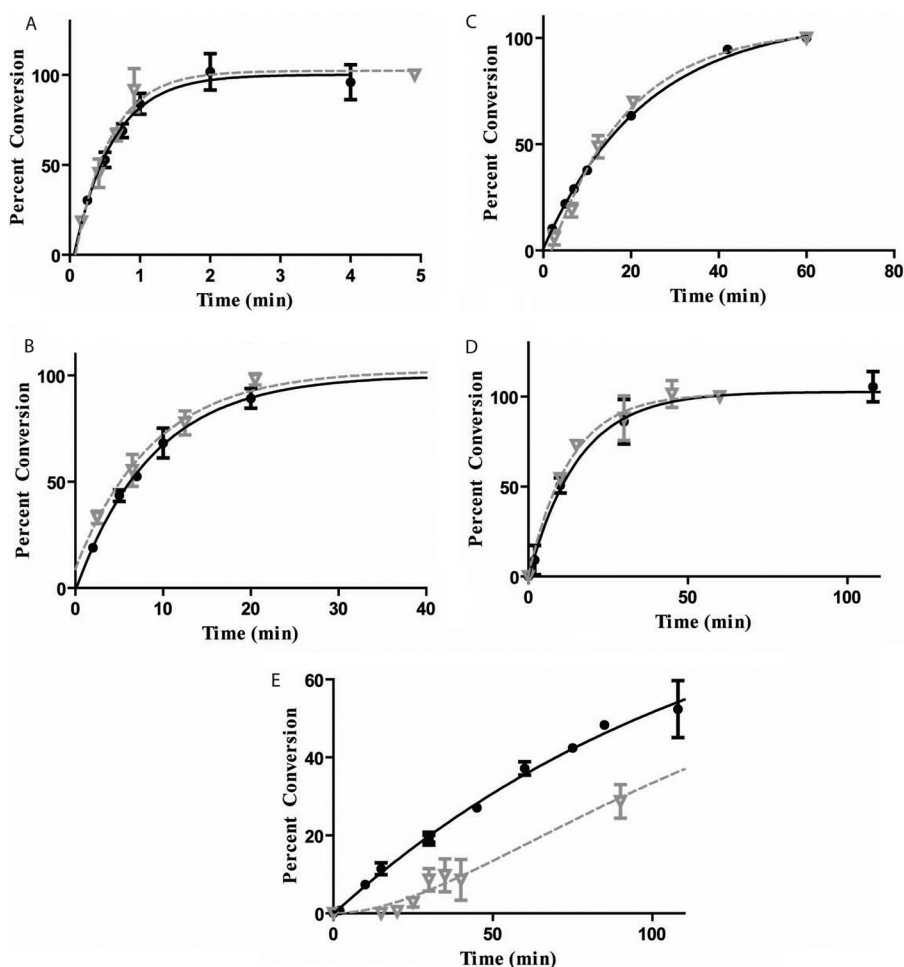 A
Percent Conversion
100
50
0
0 1 2 3 4 5
Time (min)
C
Percent Conversion
100
50
0
0 20 40 60 80
Time (min)
B
Percent Conversion
100
50
0
0 10 20 30 40
Time (min)
D
Percent Conversion
100
50
0
0 50 100
Time (min)
E
Percent Conversion
60
40
20
0
0 50 100
Time (min)